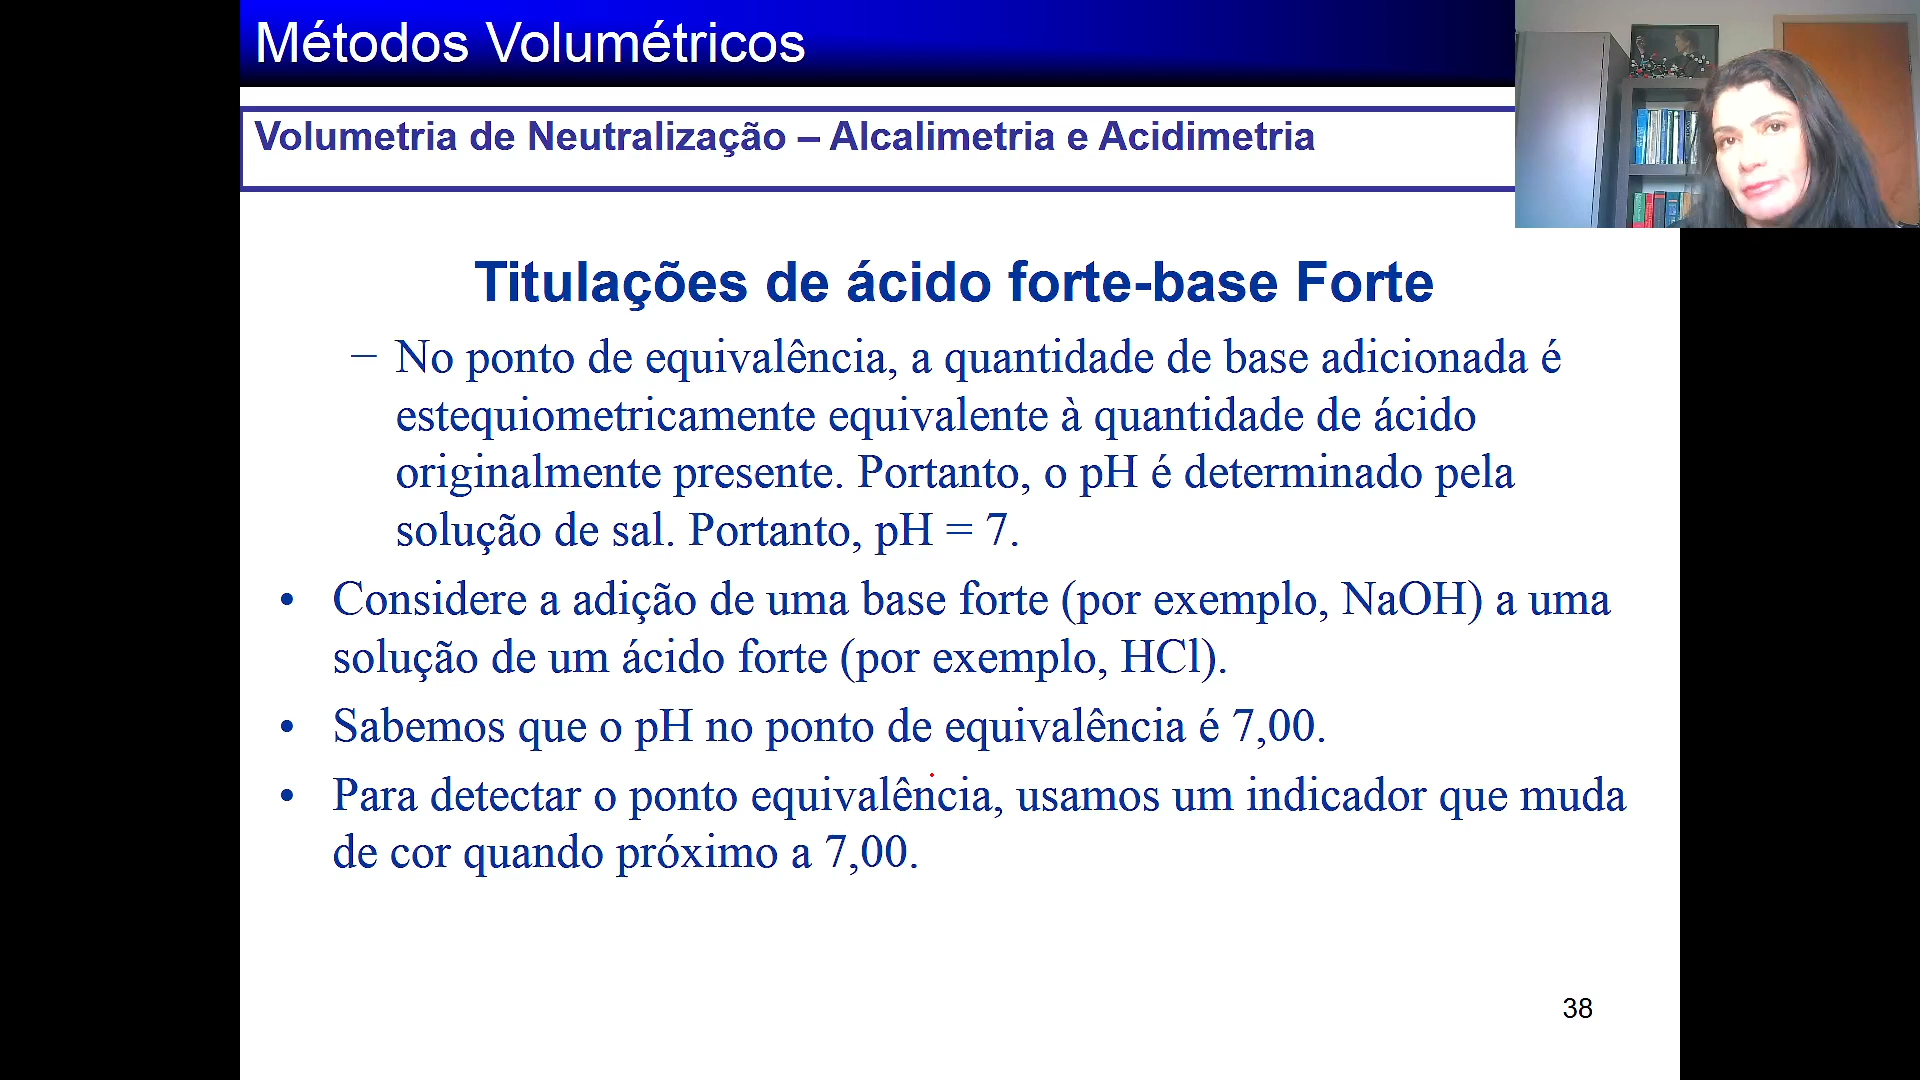 Métodos Volumétricos
Volumetria de Neutralização – Alcalimetria e Acidimetria
Titulações de ácido forte-base Forte
– No ponto de equivalência, a quantidade de base adicionada é
estequiometricamente equivalente à quantidade de ácido
originalmente presente. Portanto, o pH é determinado pela
solução de sal. Portanto, pH = 7.
• Considere a adição de uma base forte (por exemplo, NaOH) a uma
solução de um ácido forte (por exemplo, HCl).
• Sabemos que o pH no ponto de equivalência é 7,00.
• Para detectar o ponto equivalência, usamos um indicador que muda
de cor quando próximo a 7,00.
38